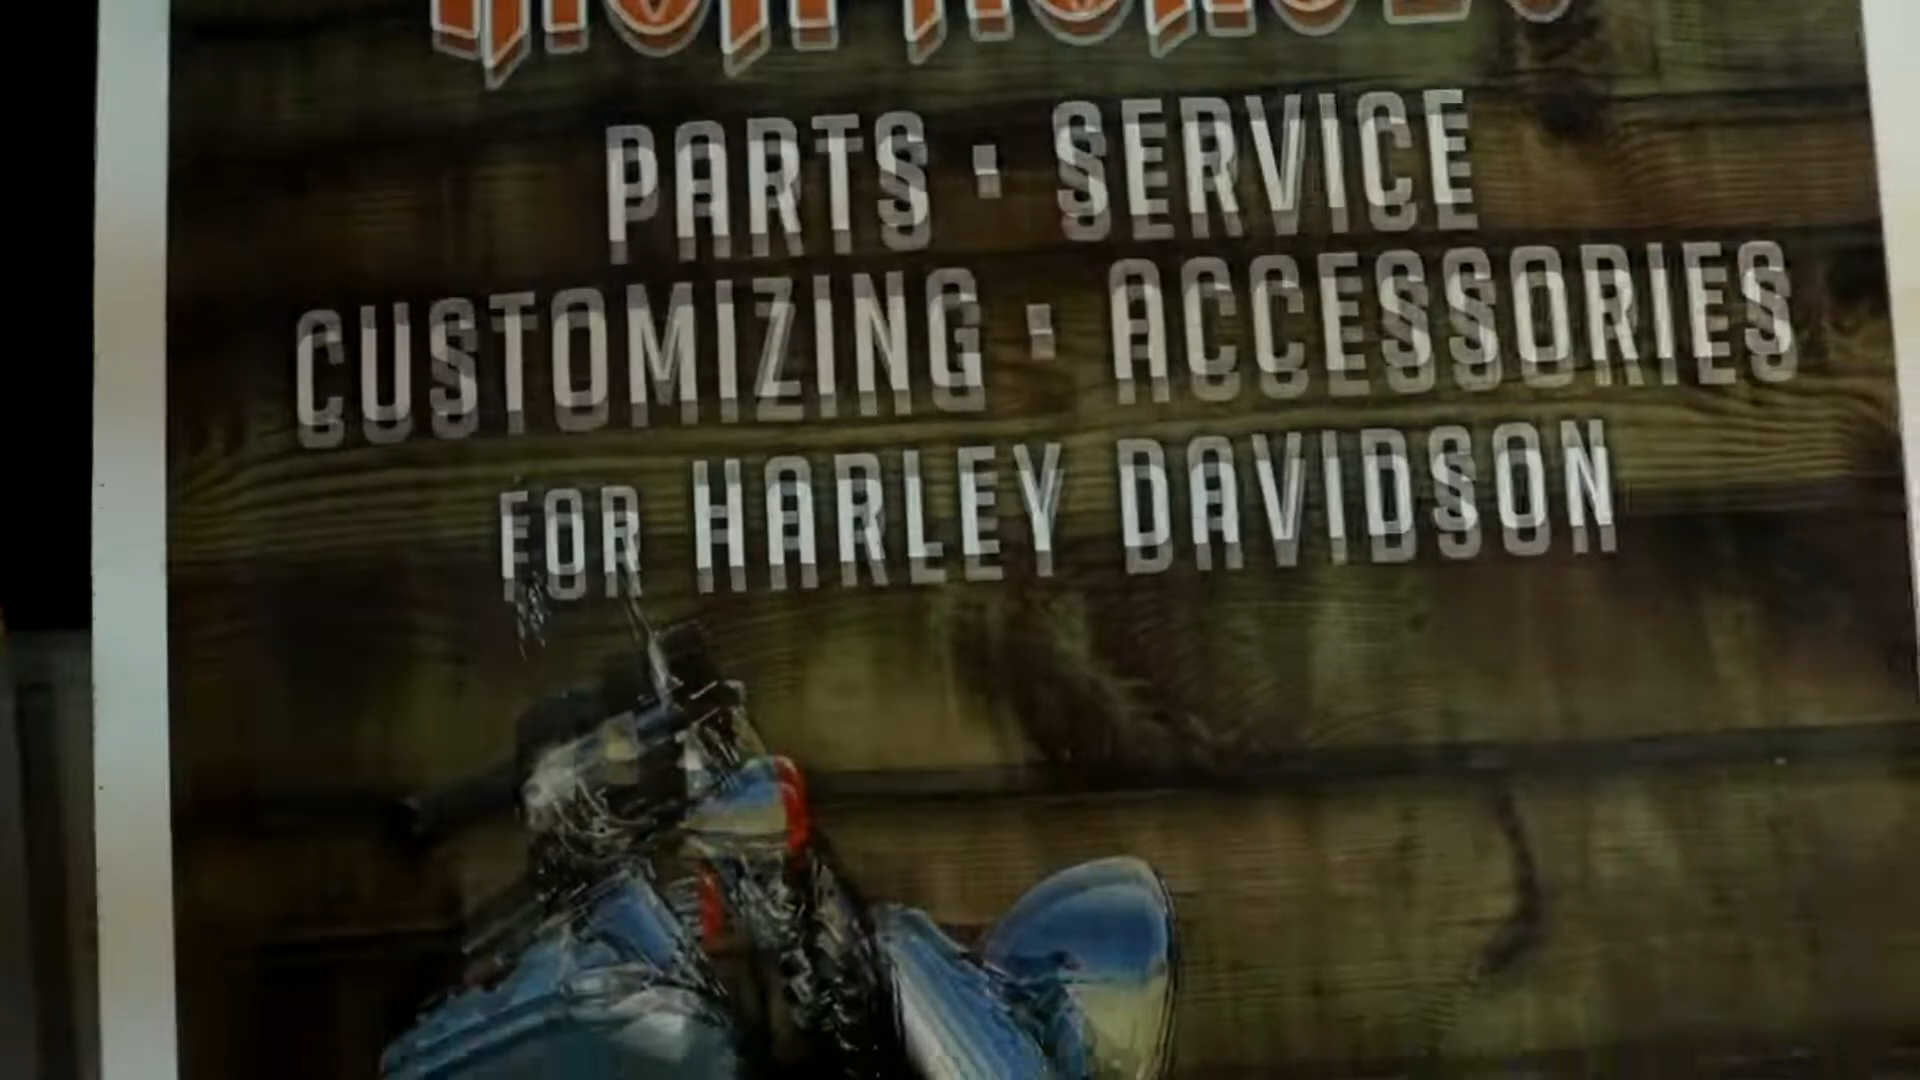 PARTS · SERVICE
CUSTOMIZING · ACCESSORIES
FOR HARLEY DAVIDSON